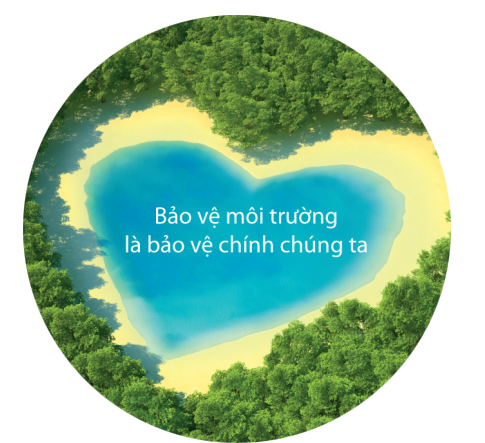 Bảo vệ môi trường
là bảo vệ chính chúng ta